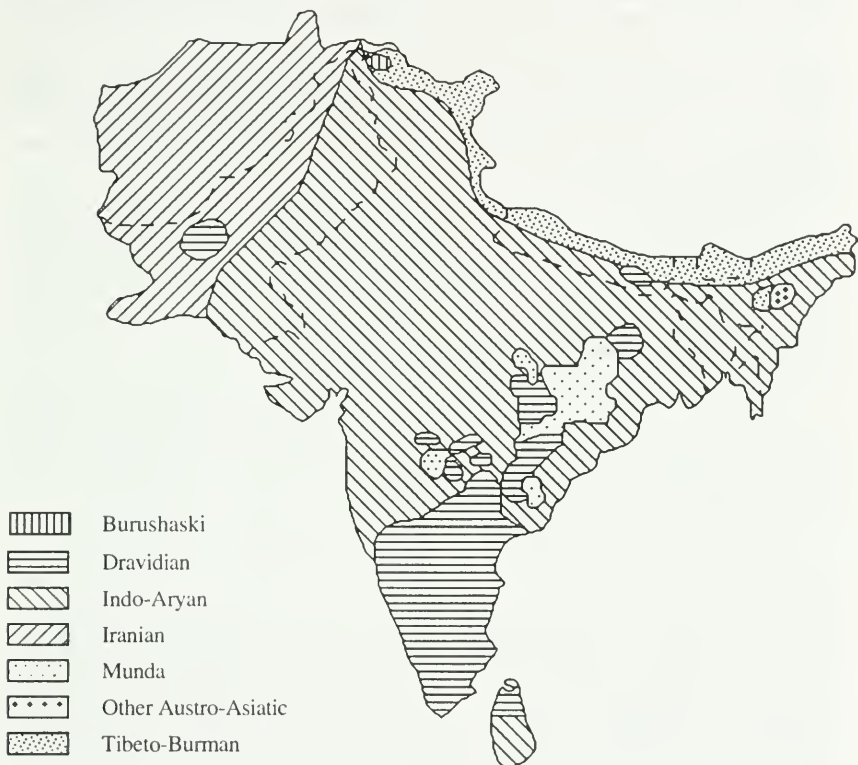 Burushaski
Dravidian
Indo-Aryan
Iranian
Munda
Other Austro-Asiatic
Tibeto-Burman